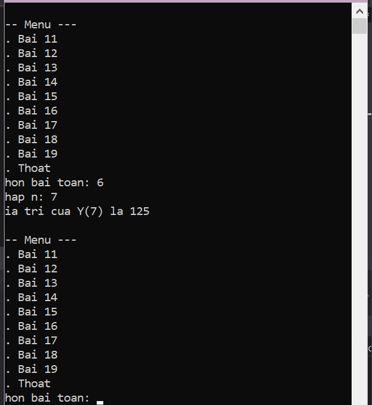 -- Menu ---
. Bai 11
. Bai 12
. Bai 13
. Bai 14
. Bai 15
. Bai 16
. Bai 17
. Bai 18
. Bai 19
. Thoat
hon bai toan: 6
hap n: 7
ia tri cua Y(7) la 125
-- Menu ---
. Bai 11
. Bai 12
. Bai 13
. Bai 14
. Bai 15
. Bai 16
. Bai 17
. Bai 18
. Bai 19
. Thoat
hon bai toan: